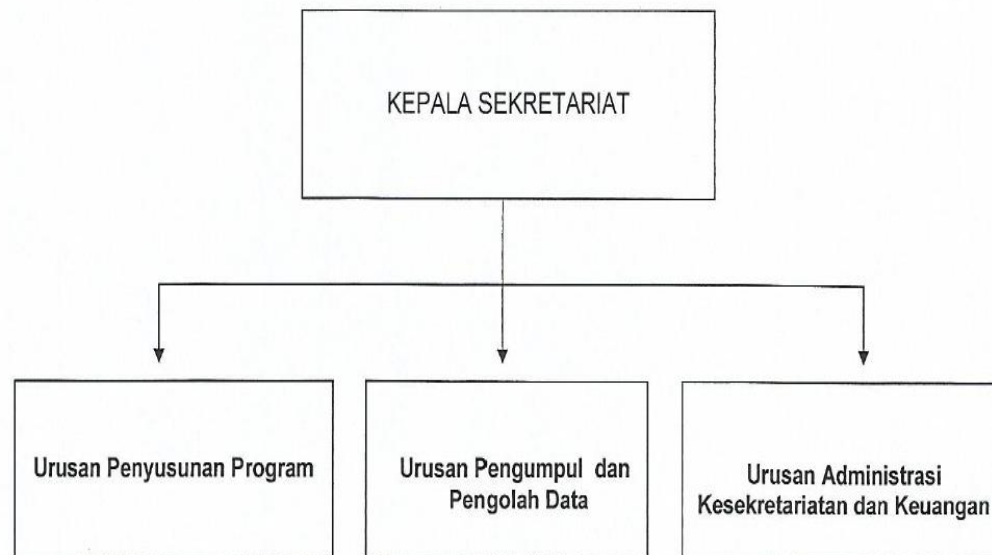 KEPALA SEKRETARIAT
Urusan Penyusunan Program
Urusan Pengumpul dan
Pengolah Data
Urusan Administrasi
Kesekretariatan dan Keuangan